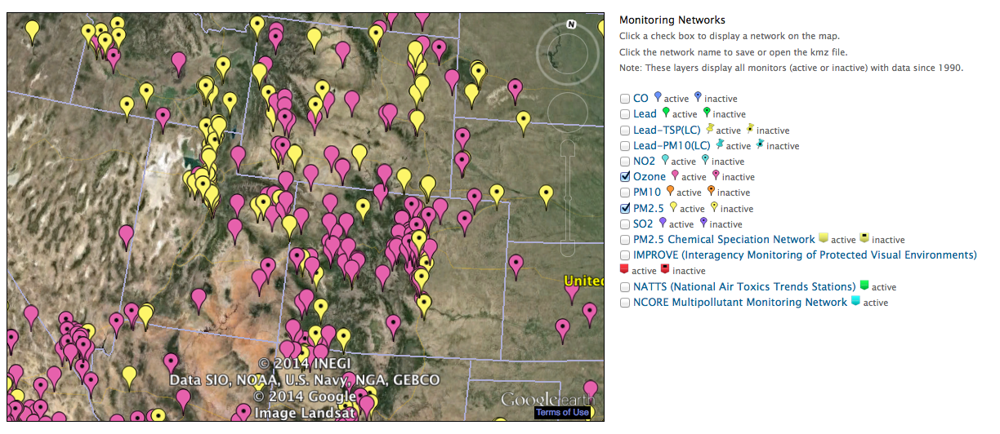 N
United
© 2014 INEGI
Data SIO, NOAA, U.S. Navy, NGA, GEBCO
© 2014 Google
Image Landsat
Google earth
Terms of Use
Monitoring Networks
Click a check box to display a network on the map.
Click the network name to save or open the kmz file.
Note: These layers display all monitors (active or inactive) with data since 1990.
CO active inactive
Lead active inactive
Lead-TSP(LC) active inactive
Lead-PM10(LC) active inactive
NO2 active inactive
Ozone active inactive
PM10 active inactive
PM2.5 active inactive
SO2 active inactive
PM2.5 Chemical Speciation Network active inactive
IMPROVE (Interagency Monitoring of Protected Visual Environments)
active inactive
NATTS (National Air Toxics Trends Stations) active
NCORE Multipollutant Monitoring Network active